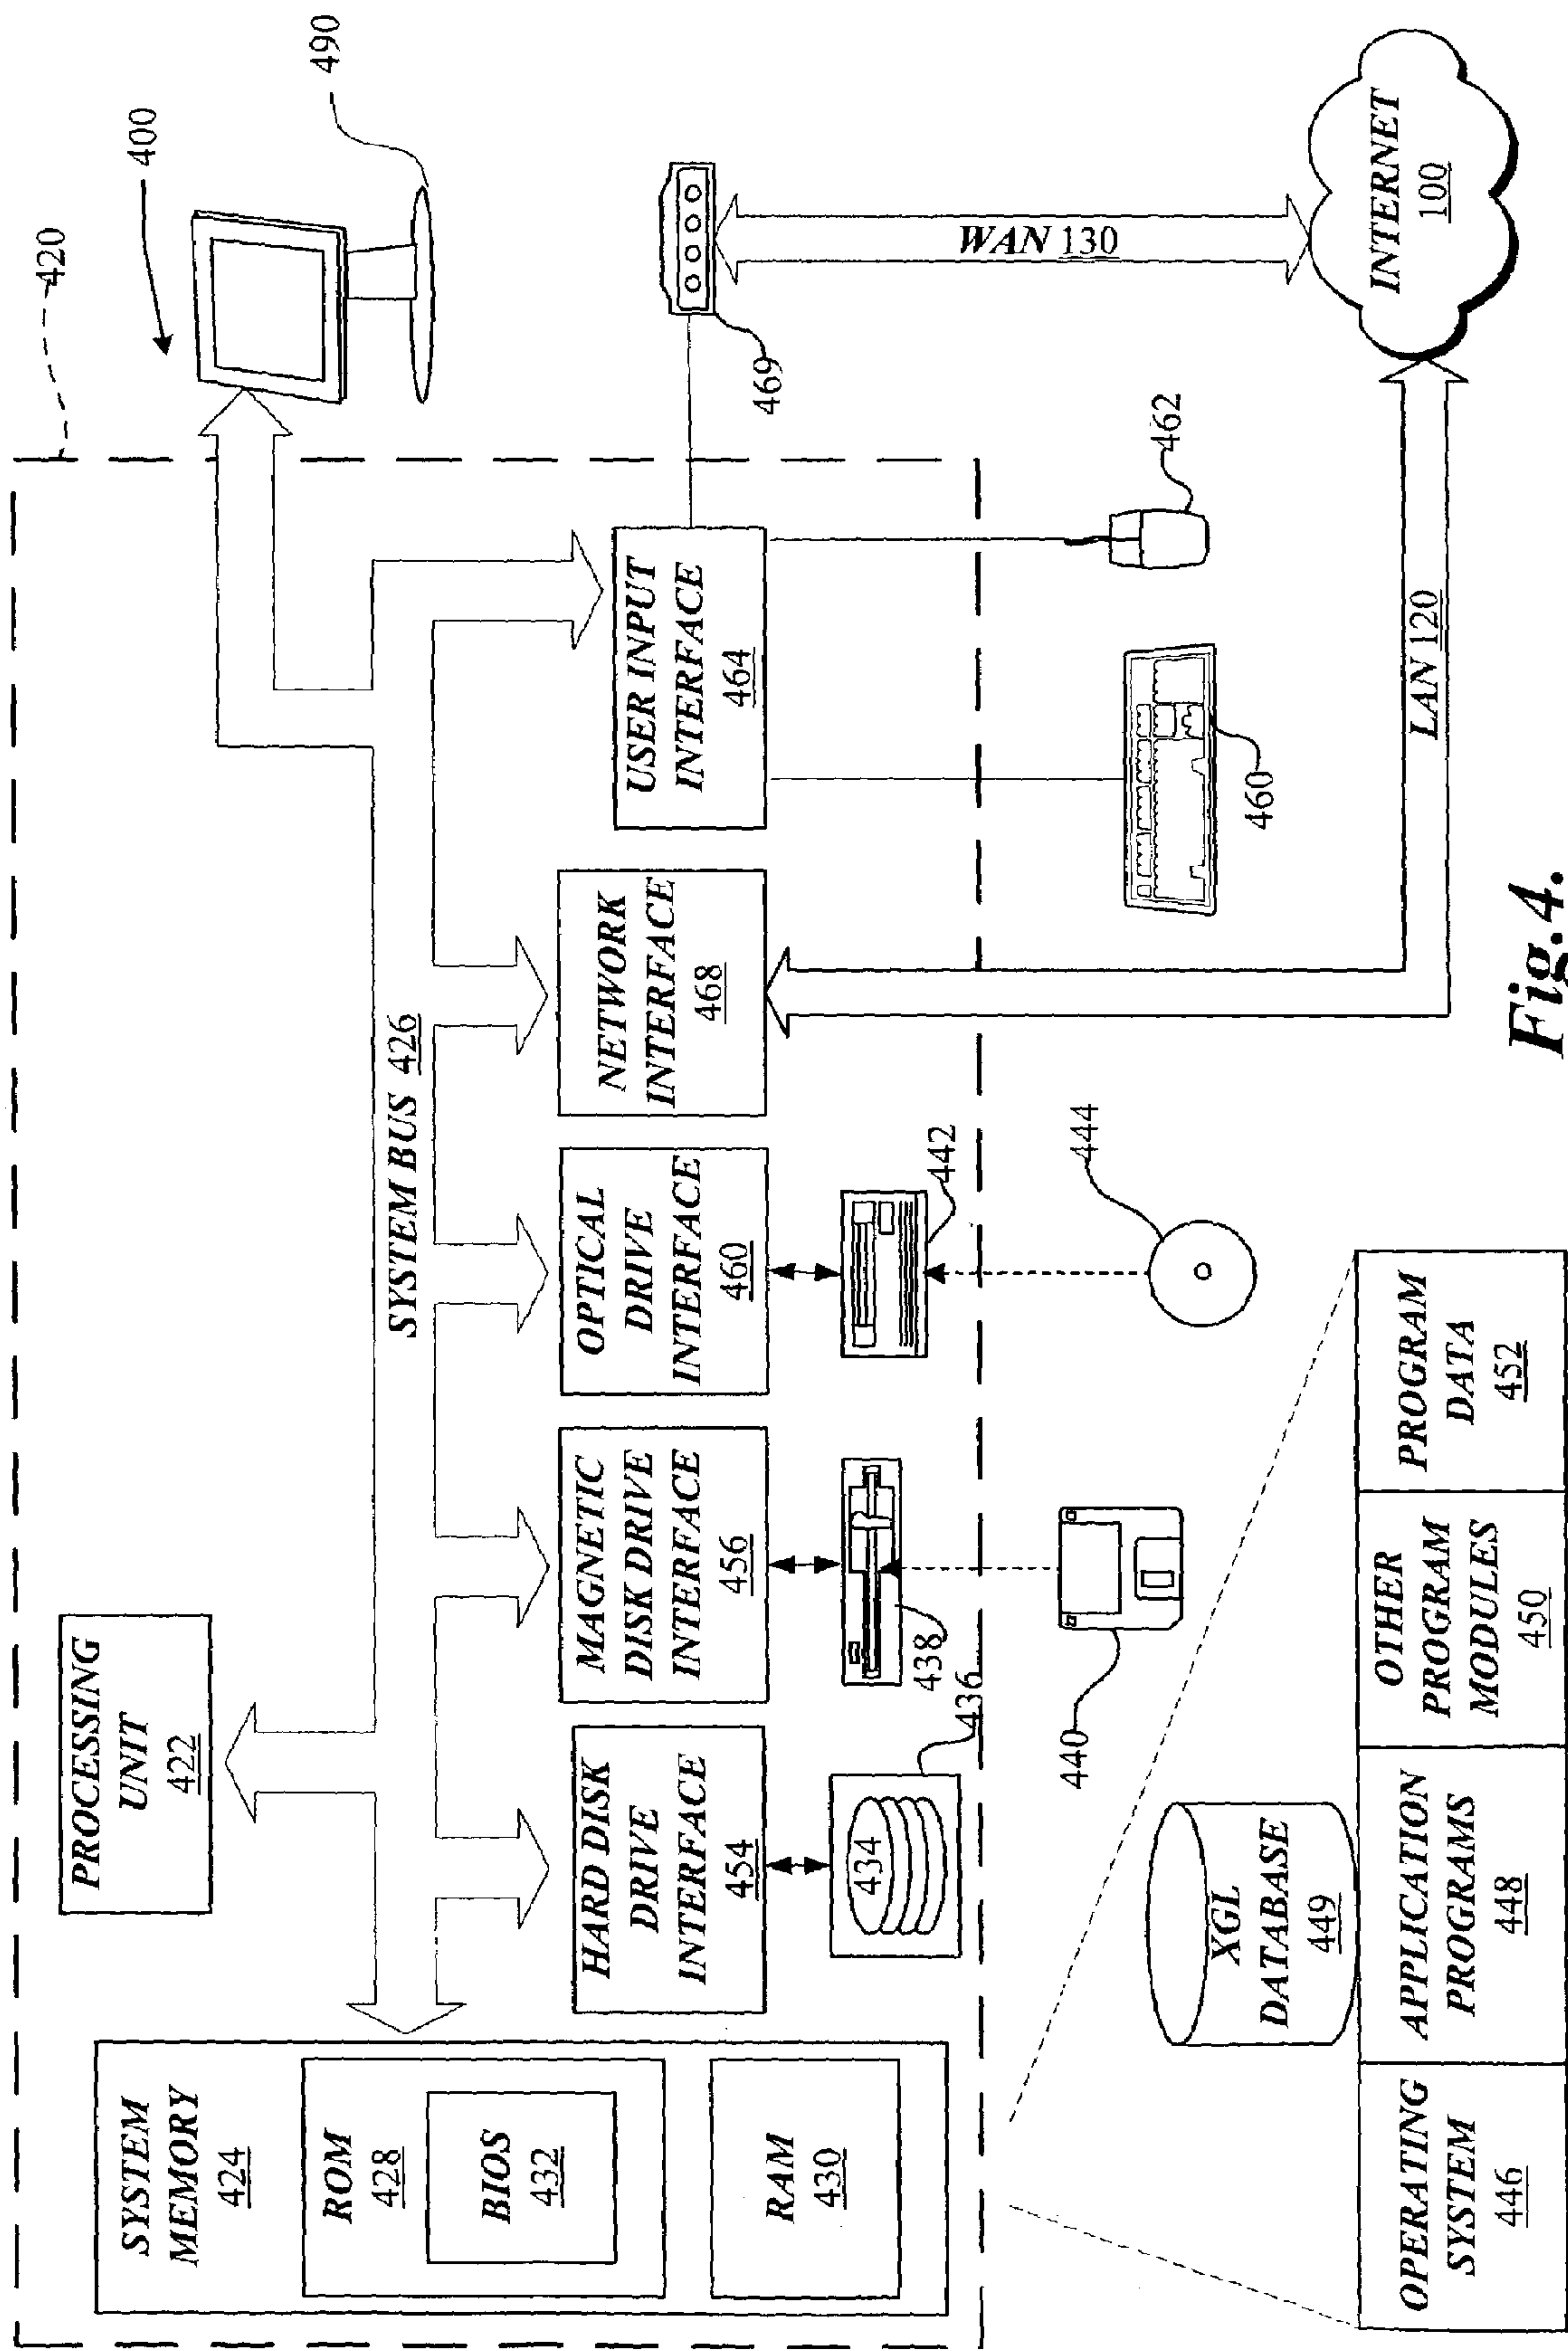 400
420
490
PROCESSING
UNIT
422
SYSTEM BUS 426
SYSTEM
MEMORY
424
ROM
428
BIOS
432
RAM
430
HARD DISK
DRIVE
INTERFACE
454
MAGNETIC
DISK DRIVE
INTERFACE
456
OPTICAL
DRIVE
INTERFACE
460
NETWORK
INTERFACE
468
USER INPUT
INTERFACE
464
469
434
436
438
442
440
444
460
462
WAN 130
LAN 120
INTERNET
100
XGL
DATABASE
449
OPERATING
SYSTEM
446
APPLICATION
PROGRAMS
448
OTHER
PROGRAM
MODULES
450
PROGRAM
DATA
452
Fig.4.